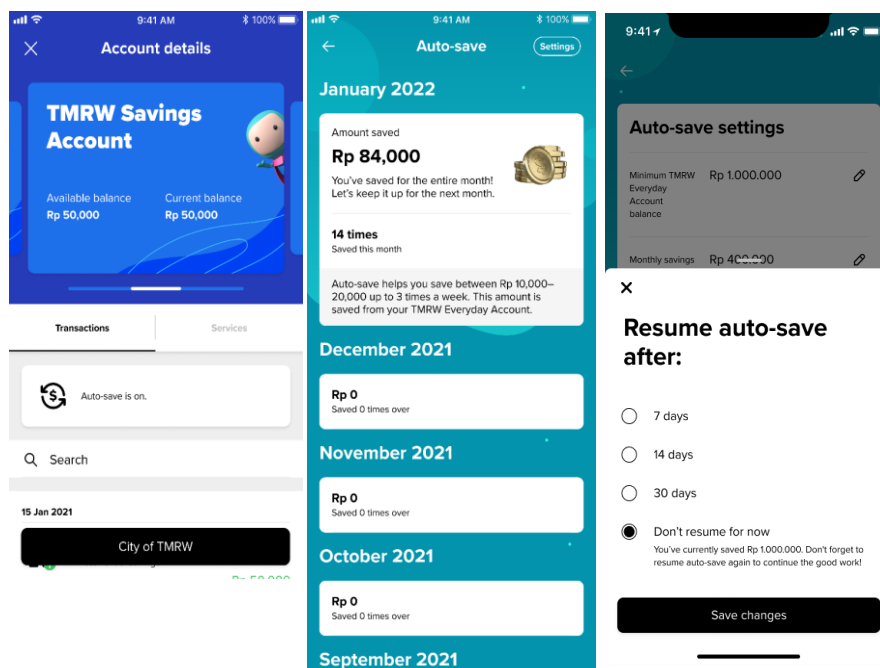 9:41 AM
100%
Account details
TMRW Savings
Account
Available balance
Current balance
Rp 50,000
Rp 50,000
Transactions
Services
Auto-save is on.
Search
15 Jan 2021
City of TMRW
9:41 AM
100%
Auto-save
Settings
January 2022
Amount saved
Rp 84,000
You've saved for the entire month!
Let's keep it up for the next month.
14 times
Saved this month
Auto-save helps you save between Rp 10,000–
20,000 up to 3 times a week. This amount is
saved from your TMRW Everyday Account.
December 2021
Rp 0
Saved 0 times over
November 2021
Rp 0
Saved 0 times over
October 2021
Rp 0
Saved 0 times over
September 2021
9:41
Auto-save settings
Minimum TMRW
Everyday
Account
balance
Rp 1.000.000
Monthly savings
Rp 400.000
Resume auto-save
after:
7 days
14 days
30 days
Don't resume for now
You've currently saved Rp 1.000.000. Don't forget to
resume auto-save again to continue the good work!
Save changes